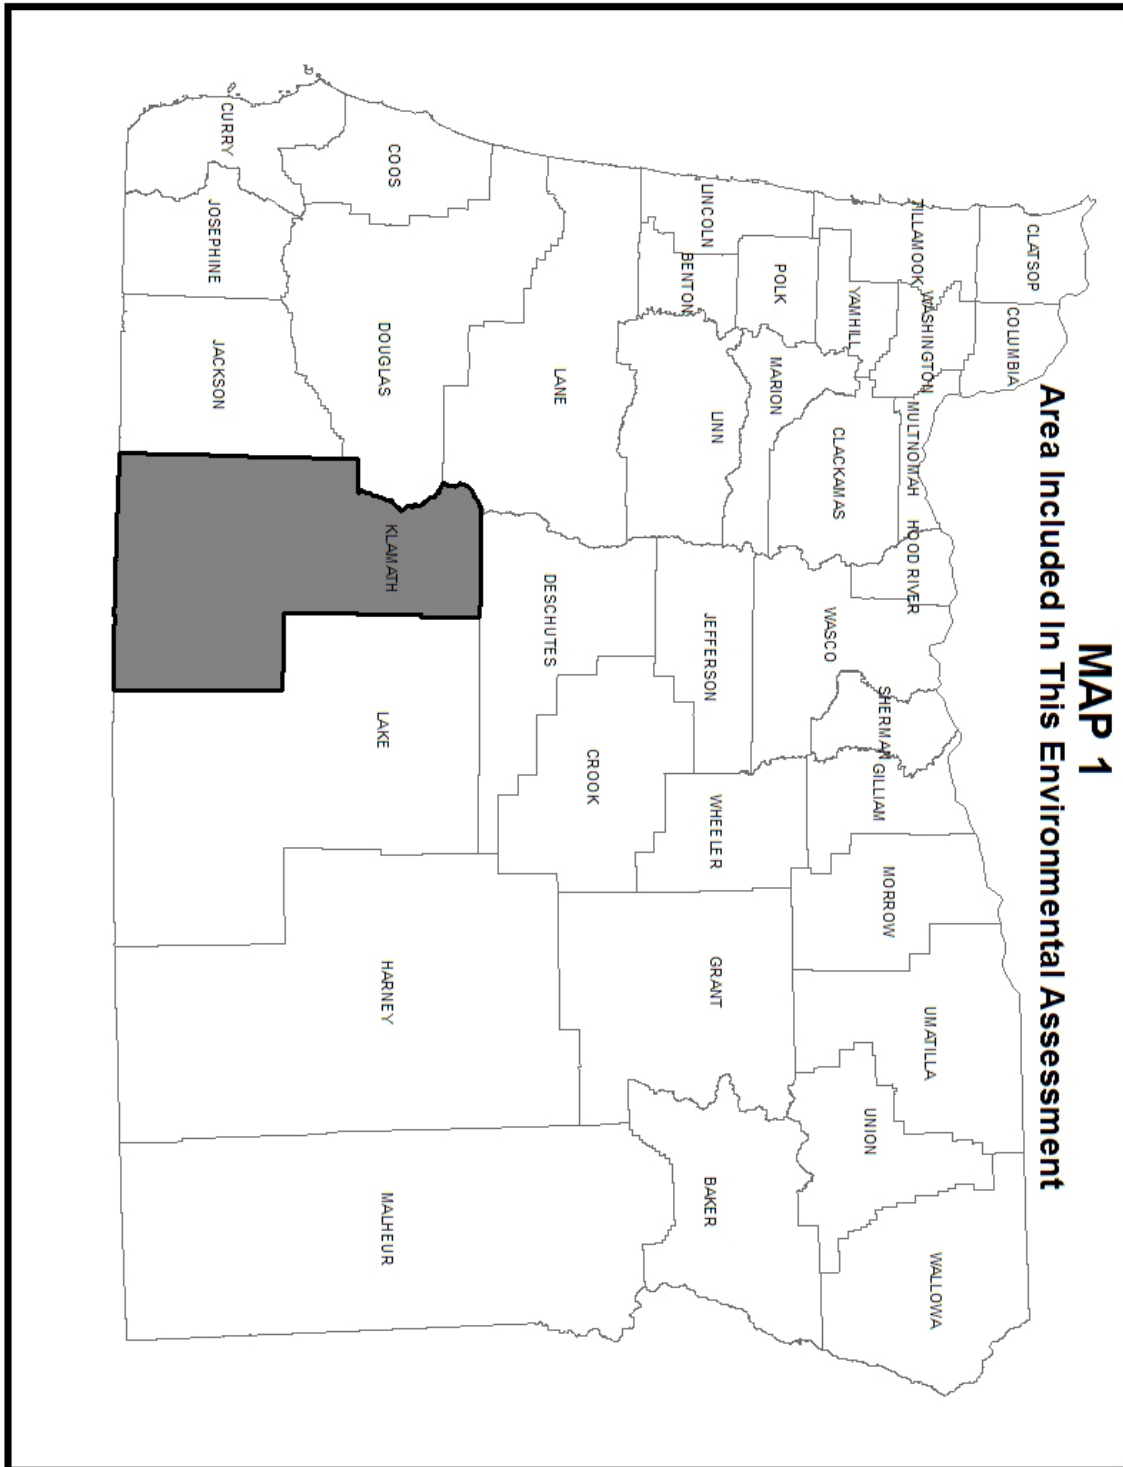 MAP 1
Area Included In This Environmental Assessment
CLATSOP
COLUMBIA
TILLAMOOK
WASHINGTON
MULTNOMAH
HOOD RIVER
YAMHILL
CLACKAMAS
WASCO
SHERMAN
GILLIAM
MORROW
UMATILLA
UNION
WALLOWA
POLK
MARION
LINCOLN
BENTON
LINN
JEFFERSON
WHEELER
GRANT
BAKER
LANE
DESCHUTES
CROOK
COOS
DOUGLAS
KLAMATH
LAKE
HARNEY
MALHEUR
CURRY
JOSEPHINE
JACKSON